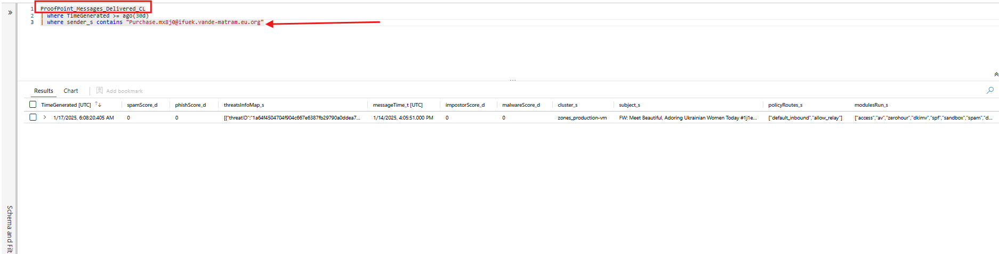 1 ProofPoint_Messages_Delivered_CL
2 | where TimeGenerated >= ago(30d)
3 | where sender_s contains "Purchase.mx8j0@ifuek.vande-matram.eu.org"
Results Chart Add bookmark
TimeGenerated [UTC] spamScore_d phishScore_d threatsInfoMap_s messageTime_t [UTC] impostorScore_d malwareScore_d cluster_s subject_s policyRoutes_s modulesRun_s
1/17/2025, 6:08:20.405 AM 0 0 [{"threatID":"1a64f4504704f904c667e6387fb29790a0ddea7... 1/14/2025, 4:05:51.000 PM 0 0 zones_production-vm FW: Meet Beautiful, Adoring Ukrainian Women Today #1j1e... ["default_inbound","allow_relay"] ["access","av","zerohour","dkimv","spf","sandbox","spam","d...
Schema and Filt